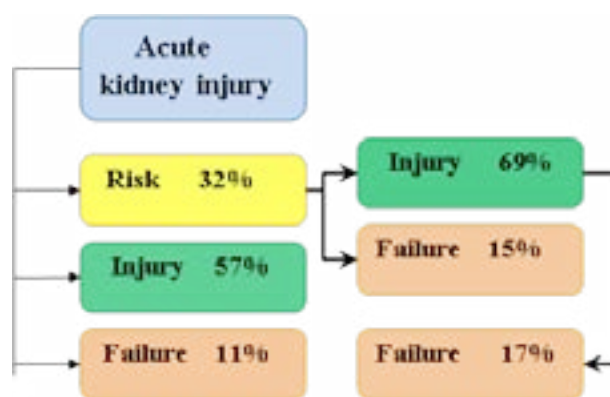 Acute
kidney injury
Risk 32%
Injury 57%
Failure 11%
Injury 69%
Failure 15%
Failure 17%